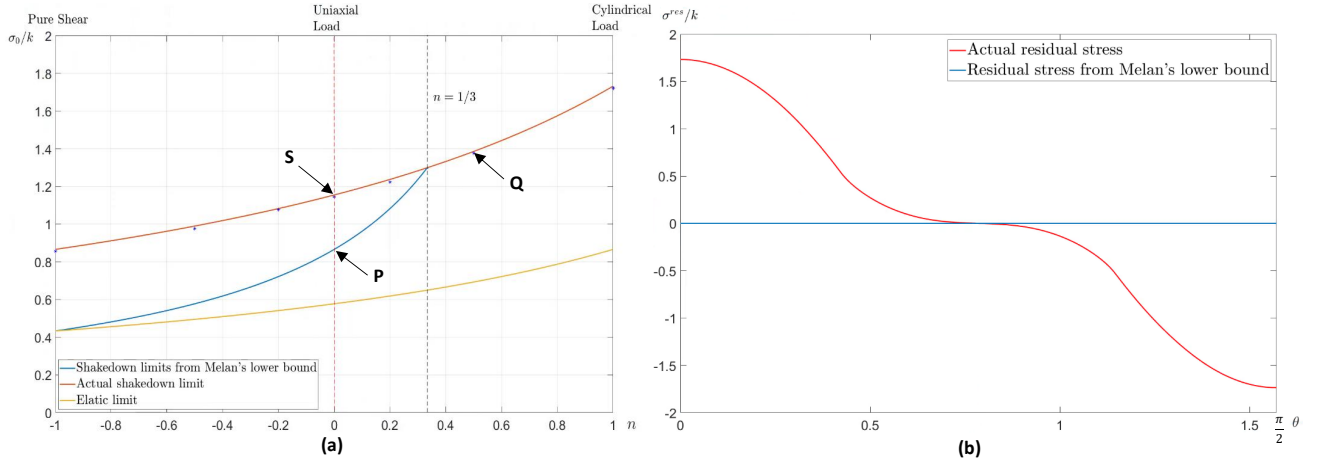 Pure Shear
Uniaxial
Load
Cylindrical
Load
σ₀/k
2
1.8
1.6
1.4
1.2
1
0.8
0.6
0.4
0.2
0
n = 1/3
S
Q
P
Shakedown limits from Melan's lower bound
Actual shakedown limit
Elatic limit
-1 -0.8 -0.6 -0.4 -0.2 0 0.2 0.4 0.6 0.8 1 n
(a)
σʳᵉˢ/k
2
1.5
1
0.5
0
-0.5
-1
-1.5
-2
Actual residual stress
Residual stress from Melan's lower bound
0 0.5 1 1.5 π/2 θ
(b)